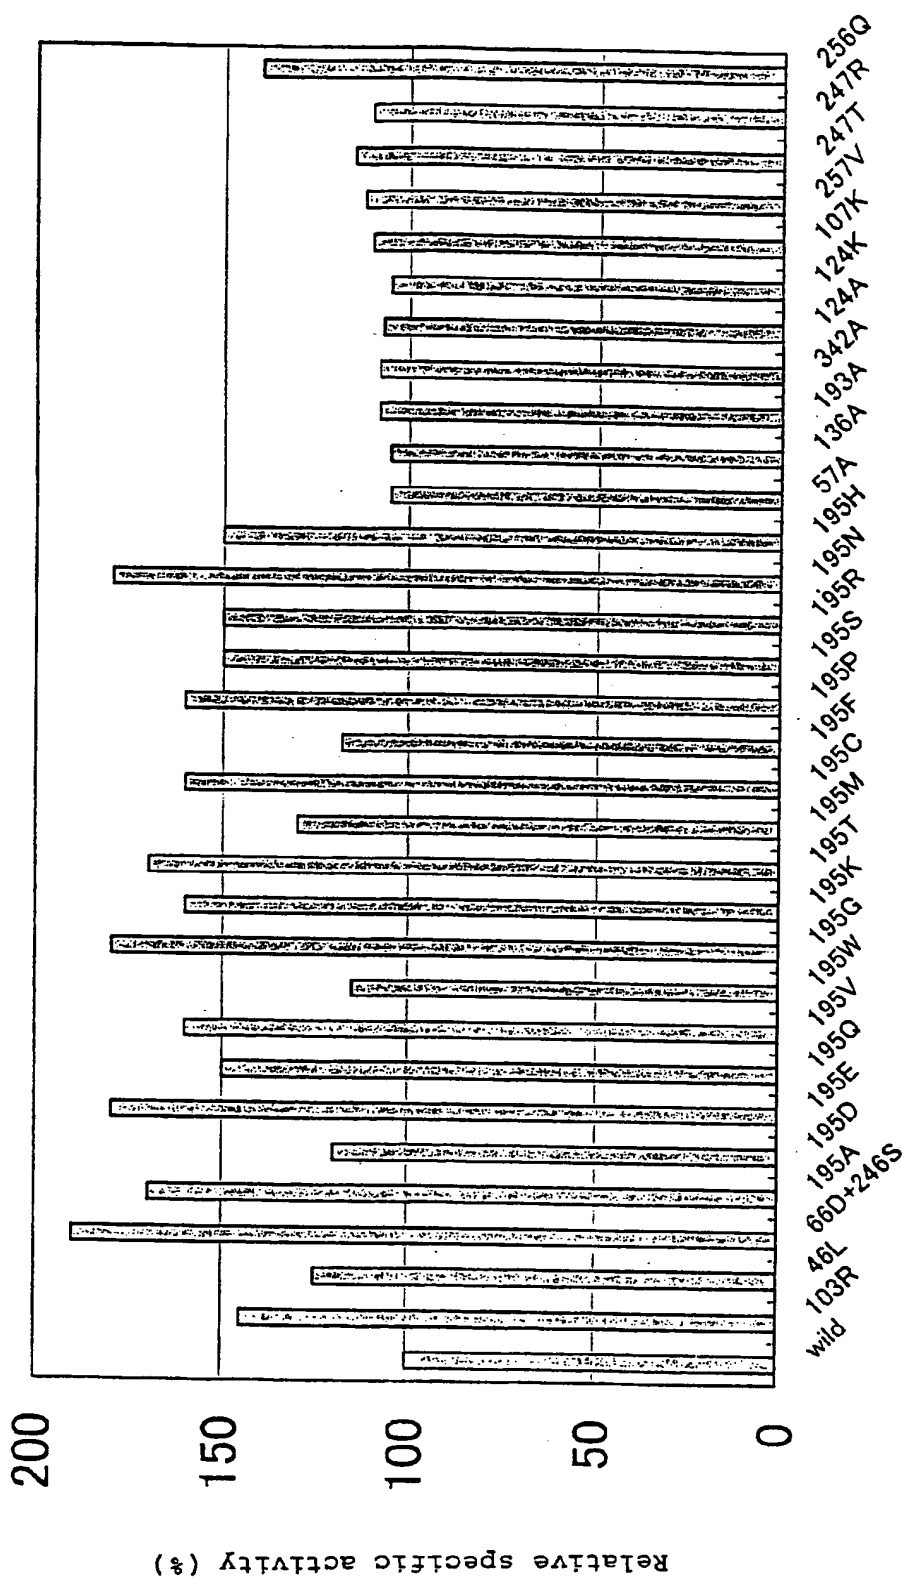 Relative specific activity (%)
200
150
100
50
0
wild
103R
46L
66D+246S
195A
195D
195E
195Q
195V
195W
195G
195K
195T
195M
195C
195F
195P
195S
195R
195N
195H
57A
136A
193A
342A
124A
124K
107K
257V
247T
247R
256Q